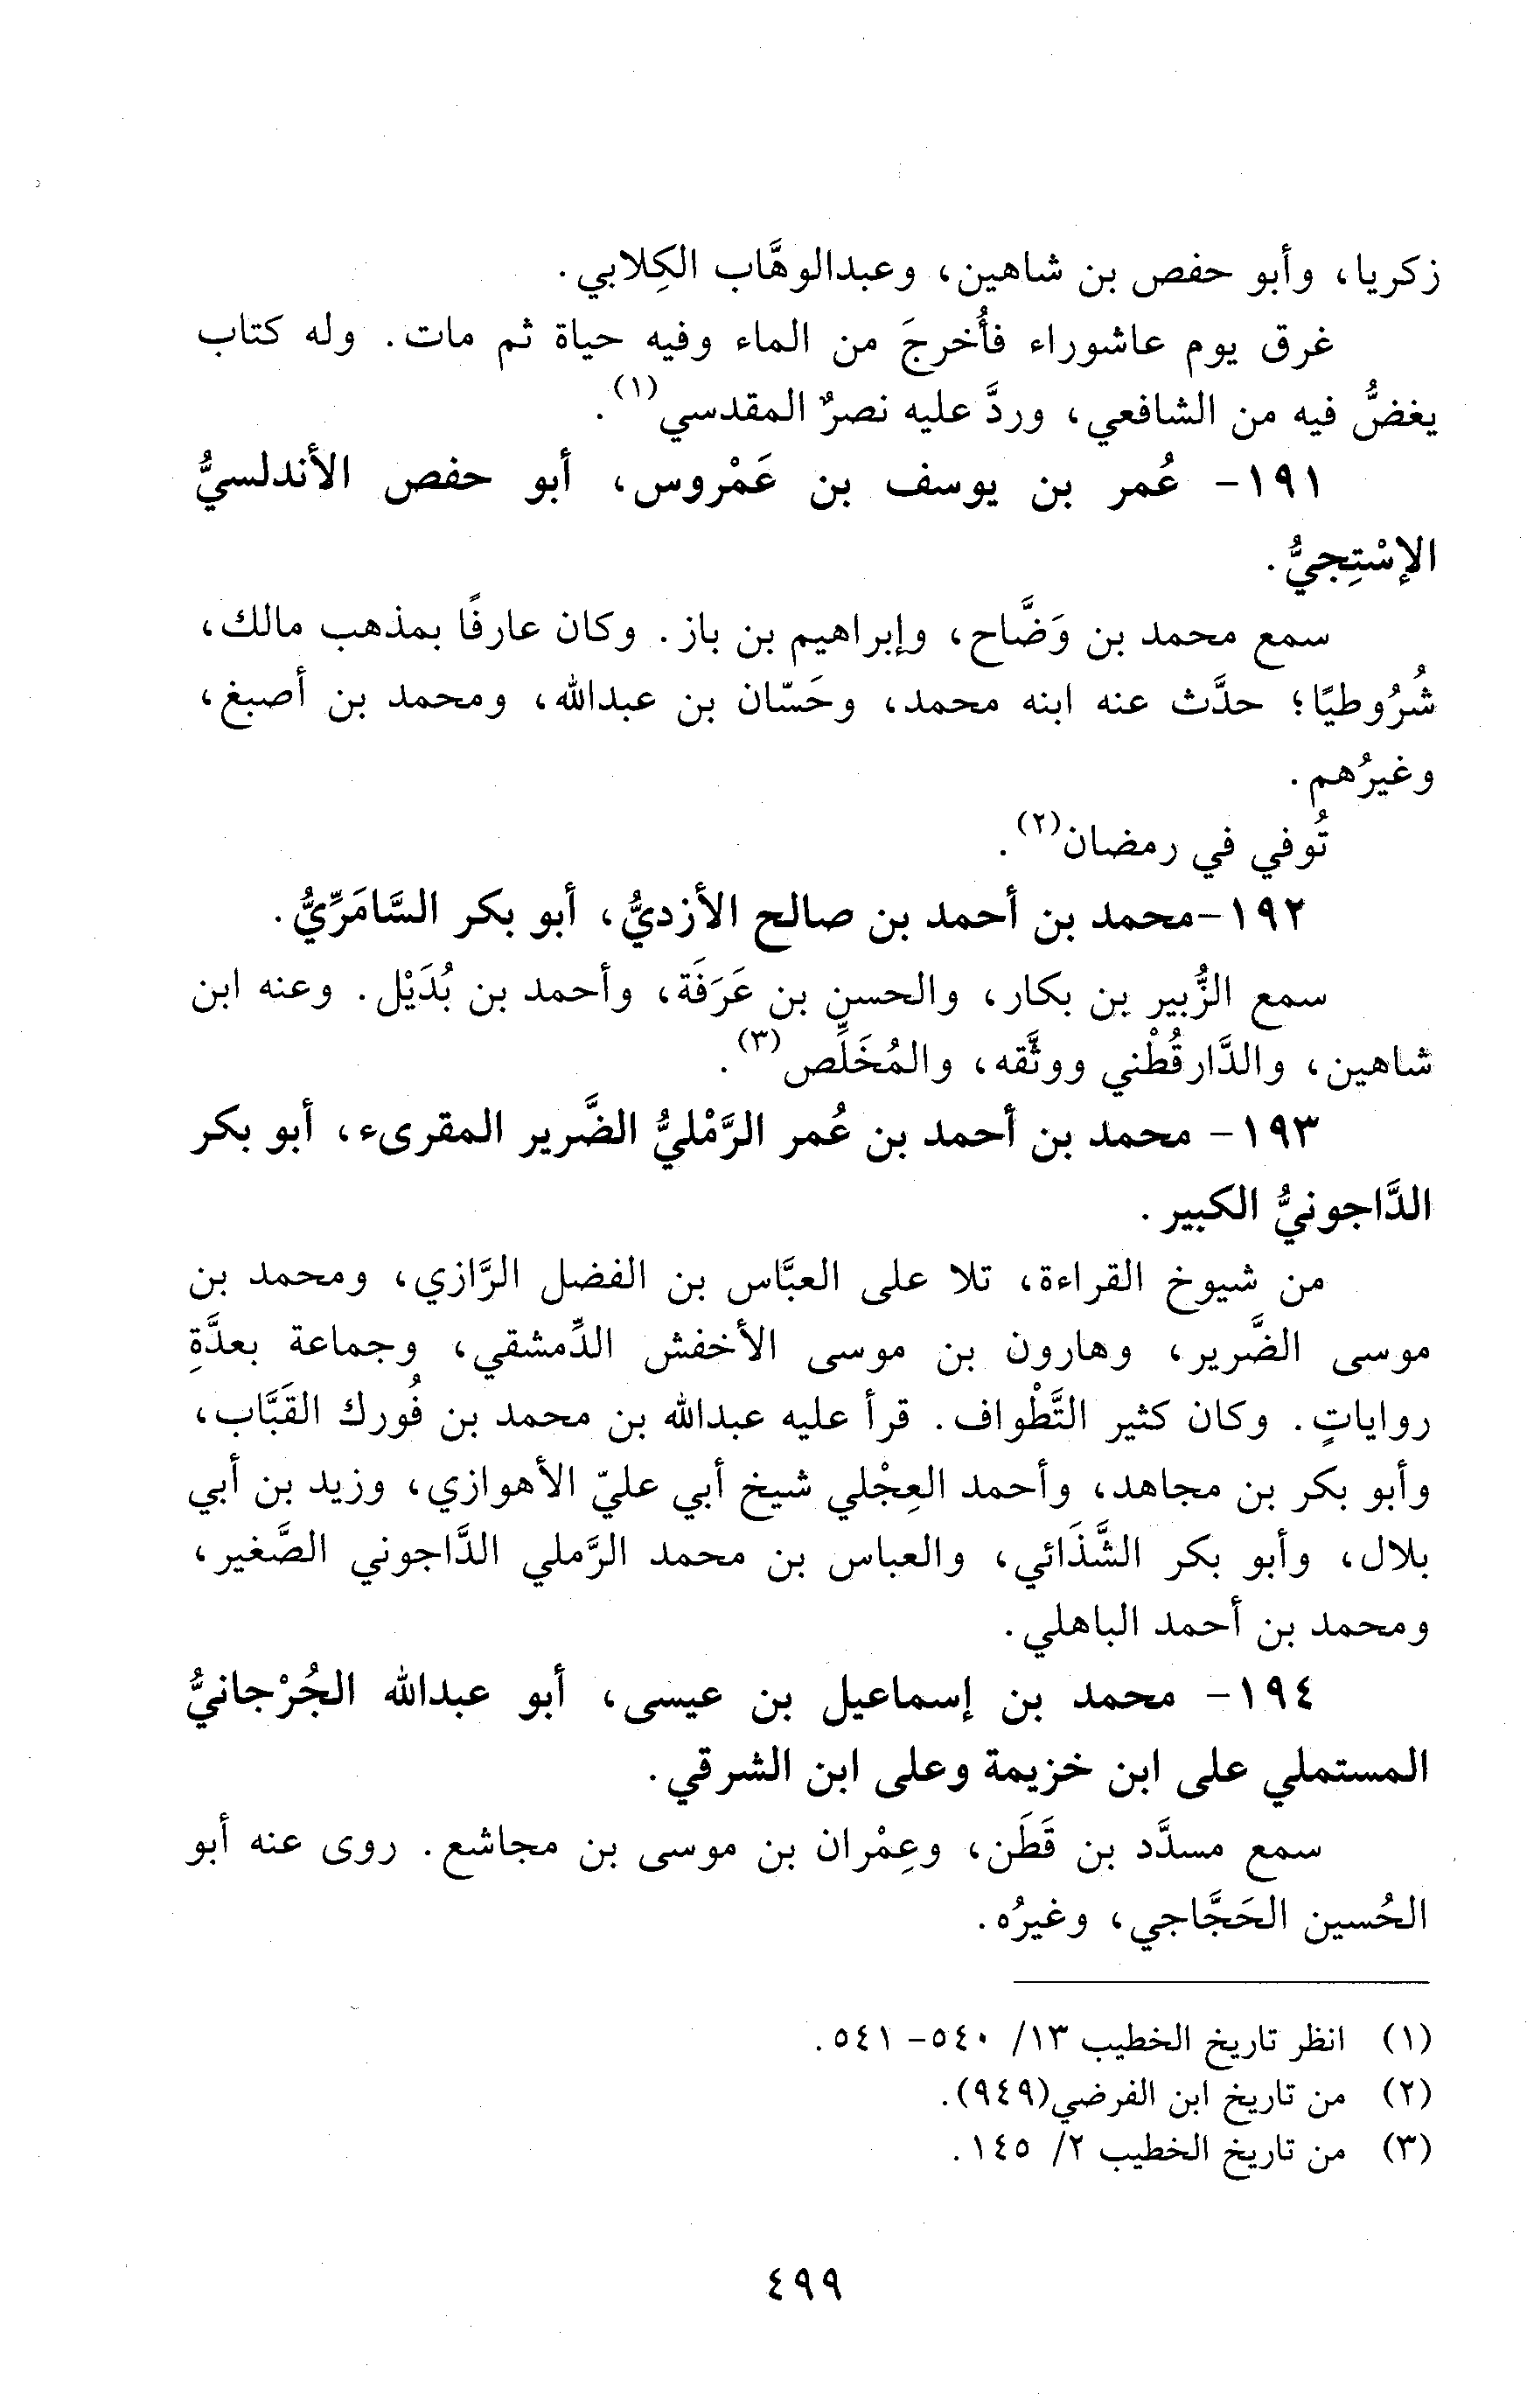 زكريا، وأبو حفص بن شاهين، وعبدالوهَّاب الكِلابي.
غرق يوم عاشوراء فأُخرجَ من الماء وفيه حياة ثم مات. وله كتاب
يغضُّ فيه من الشافعي، وردَّ عليه نصرٌ المقدسي(١).
١٩١- عُمر بن يوسف بن عَمْروس، أبو حفص الأندلسيُّ
الإسْتِجيُّ.
سمع محمد بن وَضَّاح، وإبراهيم بن باز. وكان عارفًا بمذهب مالك،
شُرُوطيًا؛ حدَّث عنه ابنه محمد، وحَسّان بن عبدالله، ومحمد بن أصبغ،
وغيرُهم.
تُوفي في رمضان(٢).
١٩٢-محمد بن أحمد بن صالح الأزديُّ، أبو بكر السَّامَرِّيُّ.
سمع الزُّبير بن بكار، والحسن بن عَرَفَة، وأحمد بن بُدَيْل. وعنه ابن
شاهين، والدَّارقُطْني ووثَّقه، والمُخَلِّص(٣).
١٩٣- محمد بن أحمد بن عُمر الرَّمْليُّ الضَّرير المقرىء، أبو بكر
الدَّاجونيُّ الكبير.
من شيوخ القراءة، تلا على العبَّاس بن الفضل الرَّازي، ومحمد بن
موسى الضَّرير، وهارون بن موسى الأخفش الدِّمشقي، وجماعة بعدَّةِ
رواياتٍ. وكان كثير التَّطْواف. قرأ عليه عبدالله بن محمد بن فُورك القَبَّاب،
وأبو بكر بن مجاهد، وأحمد العِجْلي شيخ أبي عليّ الأهوازي، وزيد بن أبي
بلال، وأبو بكر الشَّذَائي، والعباس بن محمد الرَّملي الدَّاجوني الصَّغير،
ومحمد بن أحمد الباهلي.
١٩٤- محمد بن إسماعيل بن عيسى، أبو عبدالله الجُرْجانيُّ
المستملي على ابن خزيمة وعلى ابن الشرقي.
سمع مسدَّد بن قَطَن، وعِمْران بن موسى بن مجاشع. روى عنه أبو
الحُسين الحَجَّاجي، وغيرُه.
(١) انظر تاريخ الخطيب ١٣/ ٥٤٠- ٥٤١.
(٢) من تاريخ ابن الفرضي(٩٤٩).
(٣) من تاريخ الخطيب ٢/ ١٤٥.
٤٩٩